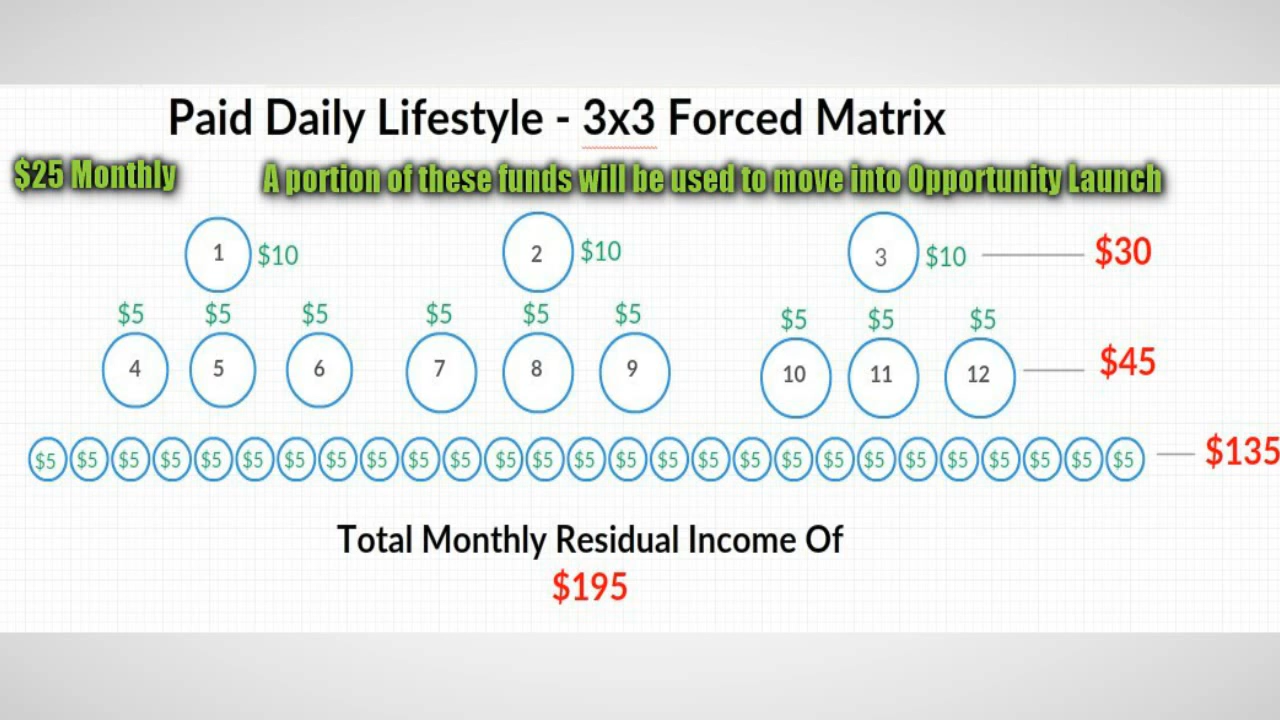 Paid Daily Lifestyle - 3x3 Forced Matrix
$25 Monthly A portion of these funds will be used to move into Opportunity Launch
1 $10 2 $10 3 $10 $30
$5 $5 $5 $5 $5 $5 $5 $5 $5
4 5 6 7 8 9 10 11 12 $45
$5 $5 $5 $5 $5 $5 $5 $5 $5 $5 $5 $5 $5 $5 $5 $5 $5 $5 $5 $5 $5 $5 $5 $5 $5 $5 $5 $135
Total Monthly Residual Income Of
$195